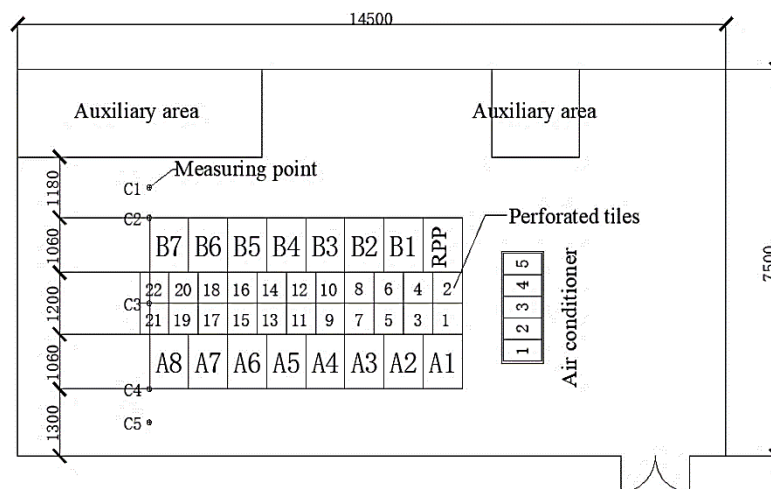 14500
Auxiliary area
Auxiliary area
Measuring point
C1
C2
B7 B6 B5 B4 B3 B2 B1 RPP
Perforated tiles
22 20 18 16 14 12 10 8 6 4 2
C3
21 19 17 15 13 11 9 7 5 3 1
A8 A7 A6 A5 A4 A3 A2 A1
C4
C5
1180
1060
1200
1060
1300
5
4
3
2
1
Air conditioner
7500